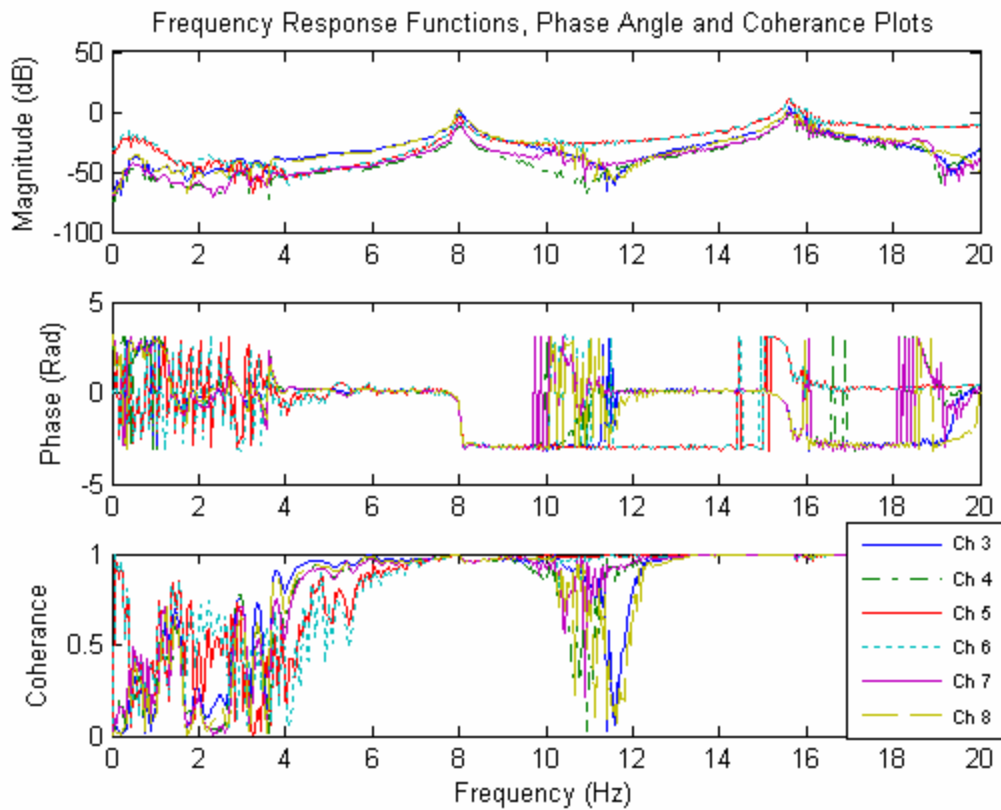 Frequency Response Functions, Phase Angle and Coherance Plots
Magnitude (dB)
50
0
-50
-100
0 2 4 6 8 10 12 14 16 18 20
Phase (Rad)
5
0
-5
0 2 4 6 8 10 12 14 16 18 20
Coherance
1
0.5
0
0 2 4 6 8 10 12 14 16 18 20
Frequency (Hz)
Ch 3
Ch 4
Ch 5
Ch 6
Ch 7
Ch 8